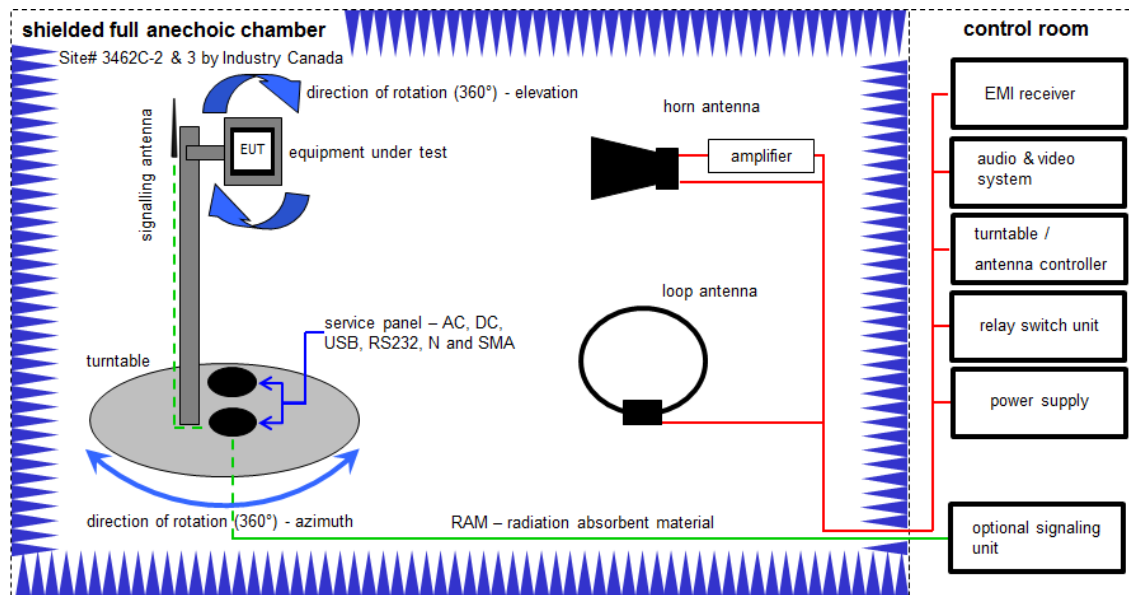 shielded full anechoic chamber
Site# 3462C-2 & 3 by Industry Canada
direction of rotation (360°) - elevation
signalling antenna
EUT
equipment under test
horn antenna
amplifier
loop antenna
service panel – AC, DC,
USB, RS232, N and SMA
turntable
direction of rotation (360°) - azimuth
RAM – radiation absorbent material
control room
EMI receiver
audio & video
system
turntable /
antenna controller
relay switch unit
power supply
optional signaling
unit